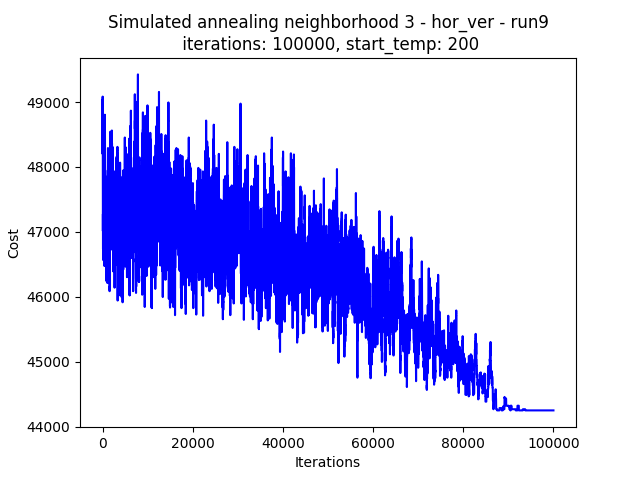 Simulated annealing neighborhood 3 - hor_ver - run9
iterations: 100000, start_temp: 200
49000
48000
47000
46000
45000
44000
Cost
0 20000 40000 60000 80000 100000
Iterations